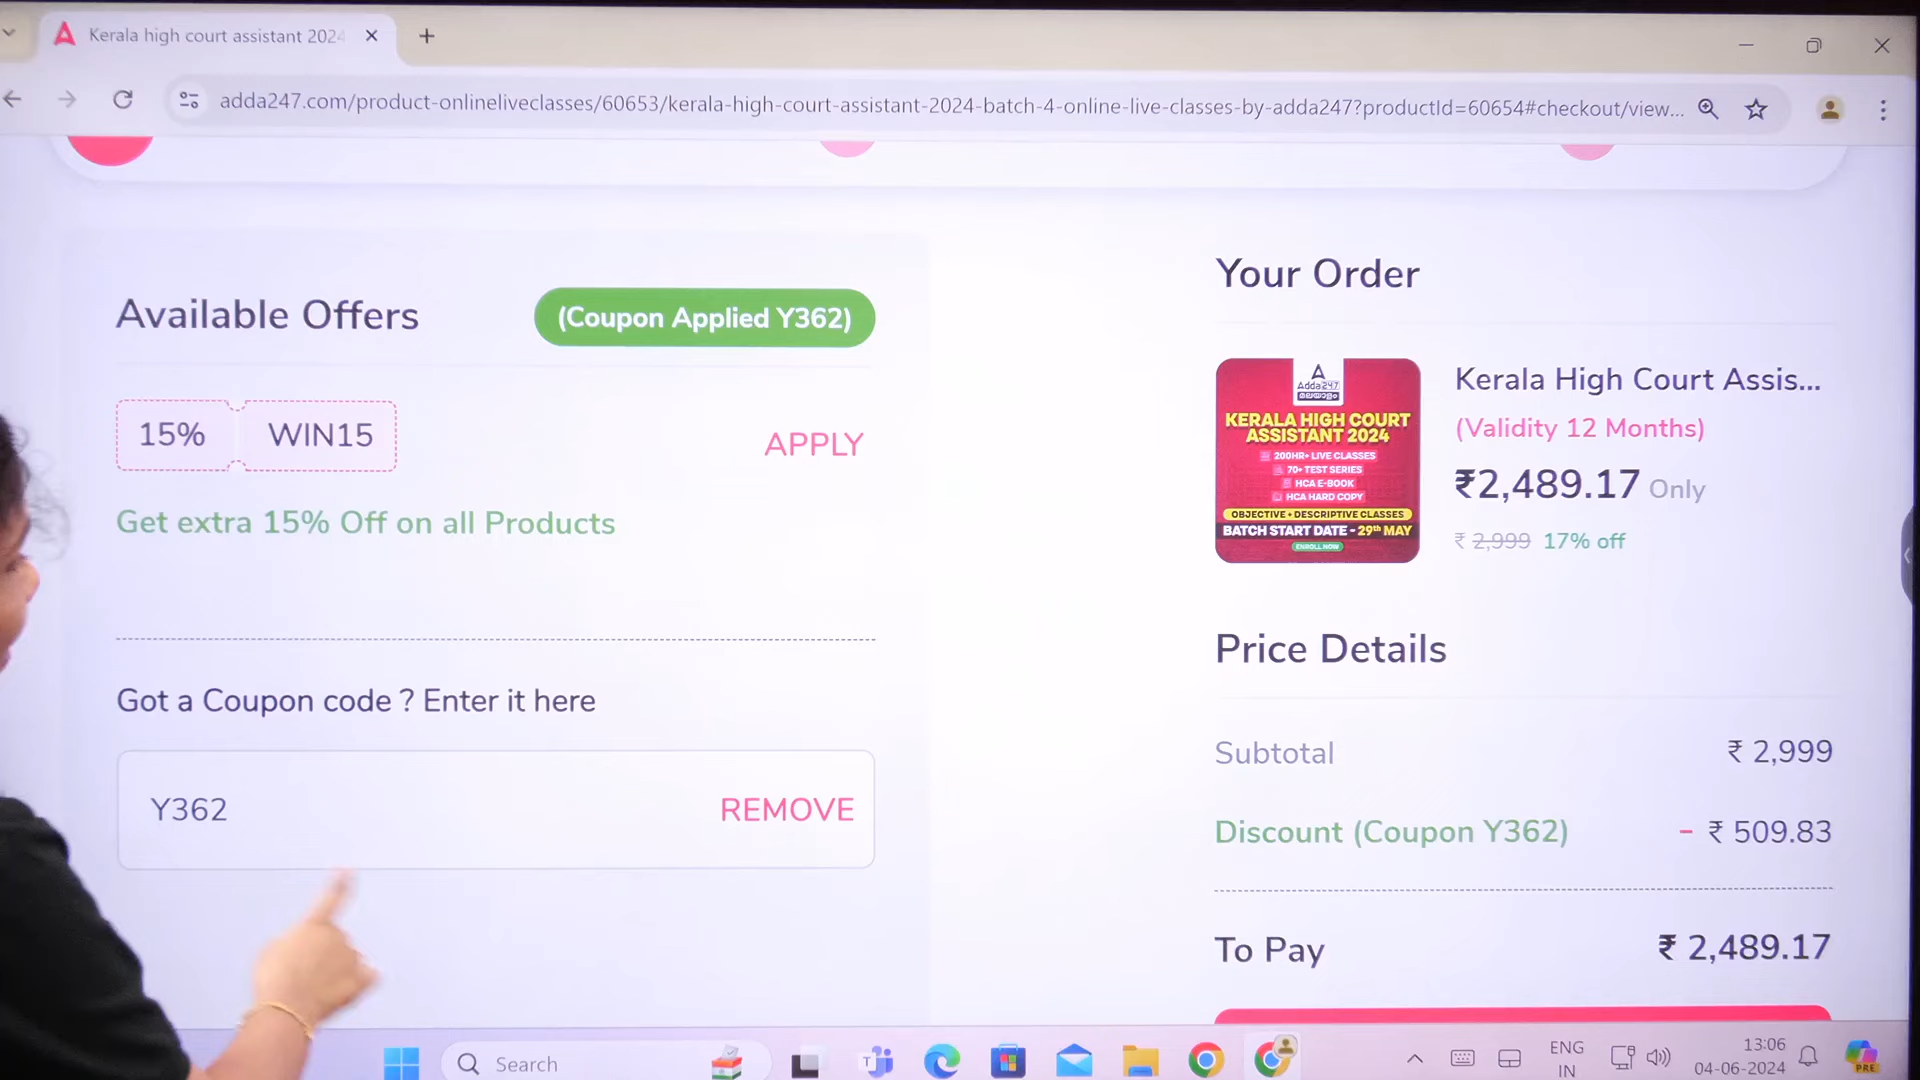 Kerala high court assistant 2024
adda247.com/product-onlineliveclasses/60653/kerala-high-court-assistant-2024-batch-4-online-live-classes-by-adda247?productId=60654#checkout/view...
Available Offers
(Coupon Applied Y362)
15% WIN15
APPLY
Get extra 15% Off on all Products
Got a Coupon code ? Enter it here
Y362
REMOVE
Your Order
Adda247
മലയാളം
KERALA HIGH COURT
ASSISTANT 2024
200HR+ LIVE CLASSES
70+ TEST SERIES
HCA E-BOOK
HCA HARD COPY
OBJECTIVE + DESCRIPTIVE CLASSES
BATCH START DATE - 29th MAY
ENROLL NOW
Kerala High Court Assis...
(Validity 12 Months)
₹2,489.17 Only
₹ 2,999 17% off
Price Details
Subtotal ₹ 2,999
Discount (Coupon Y362) - ₹ 509.83
To Pay ₹ 2,489.17
Search
ENG
IN
13:06
04-06-2024
PRE